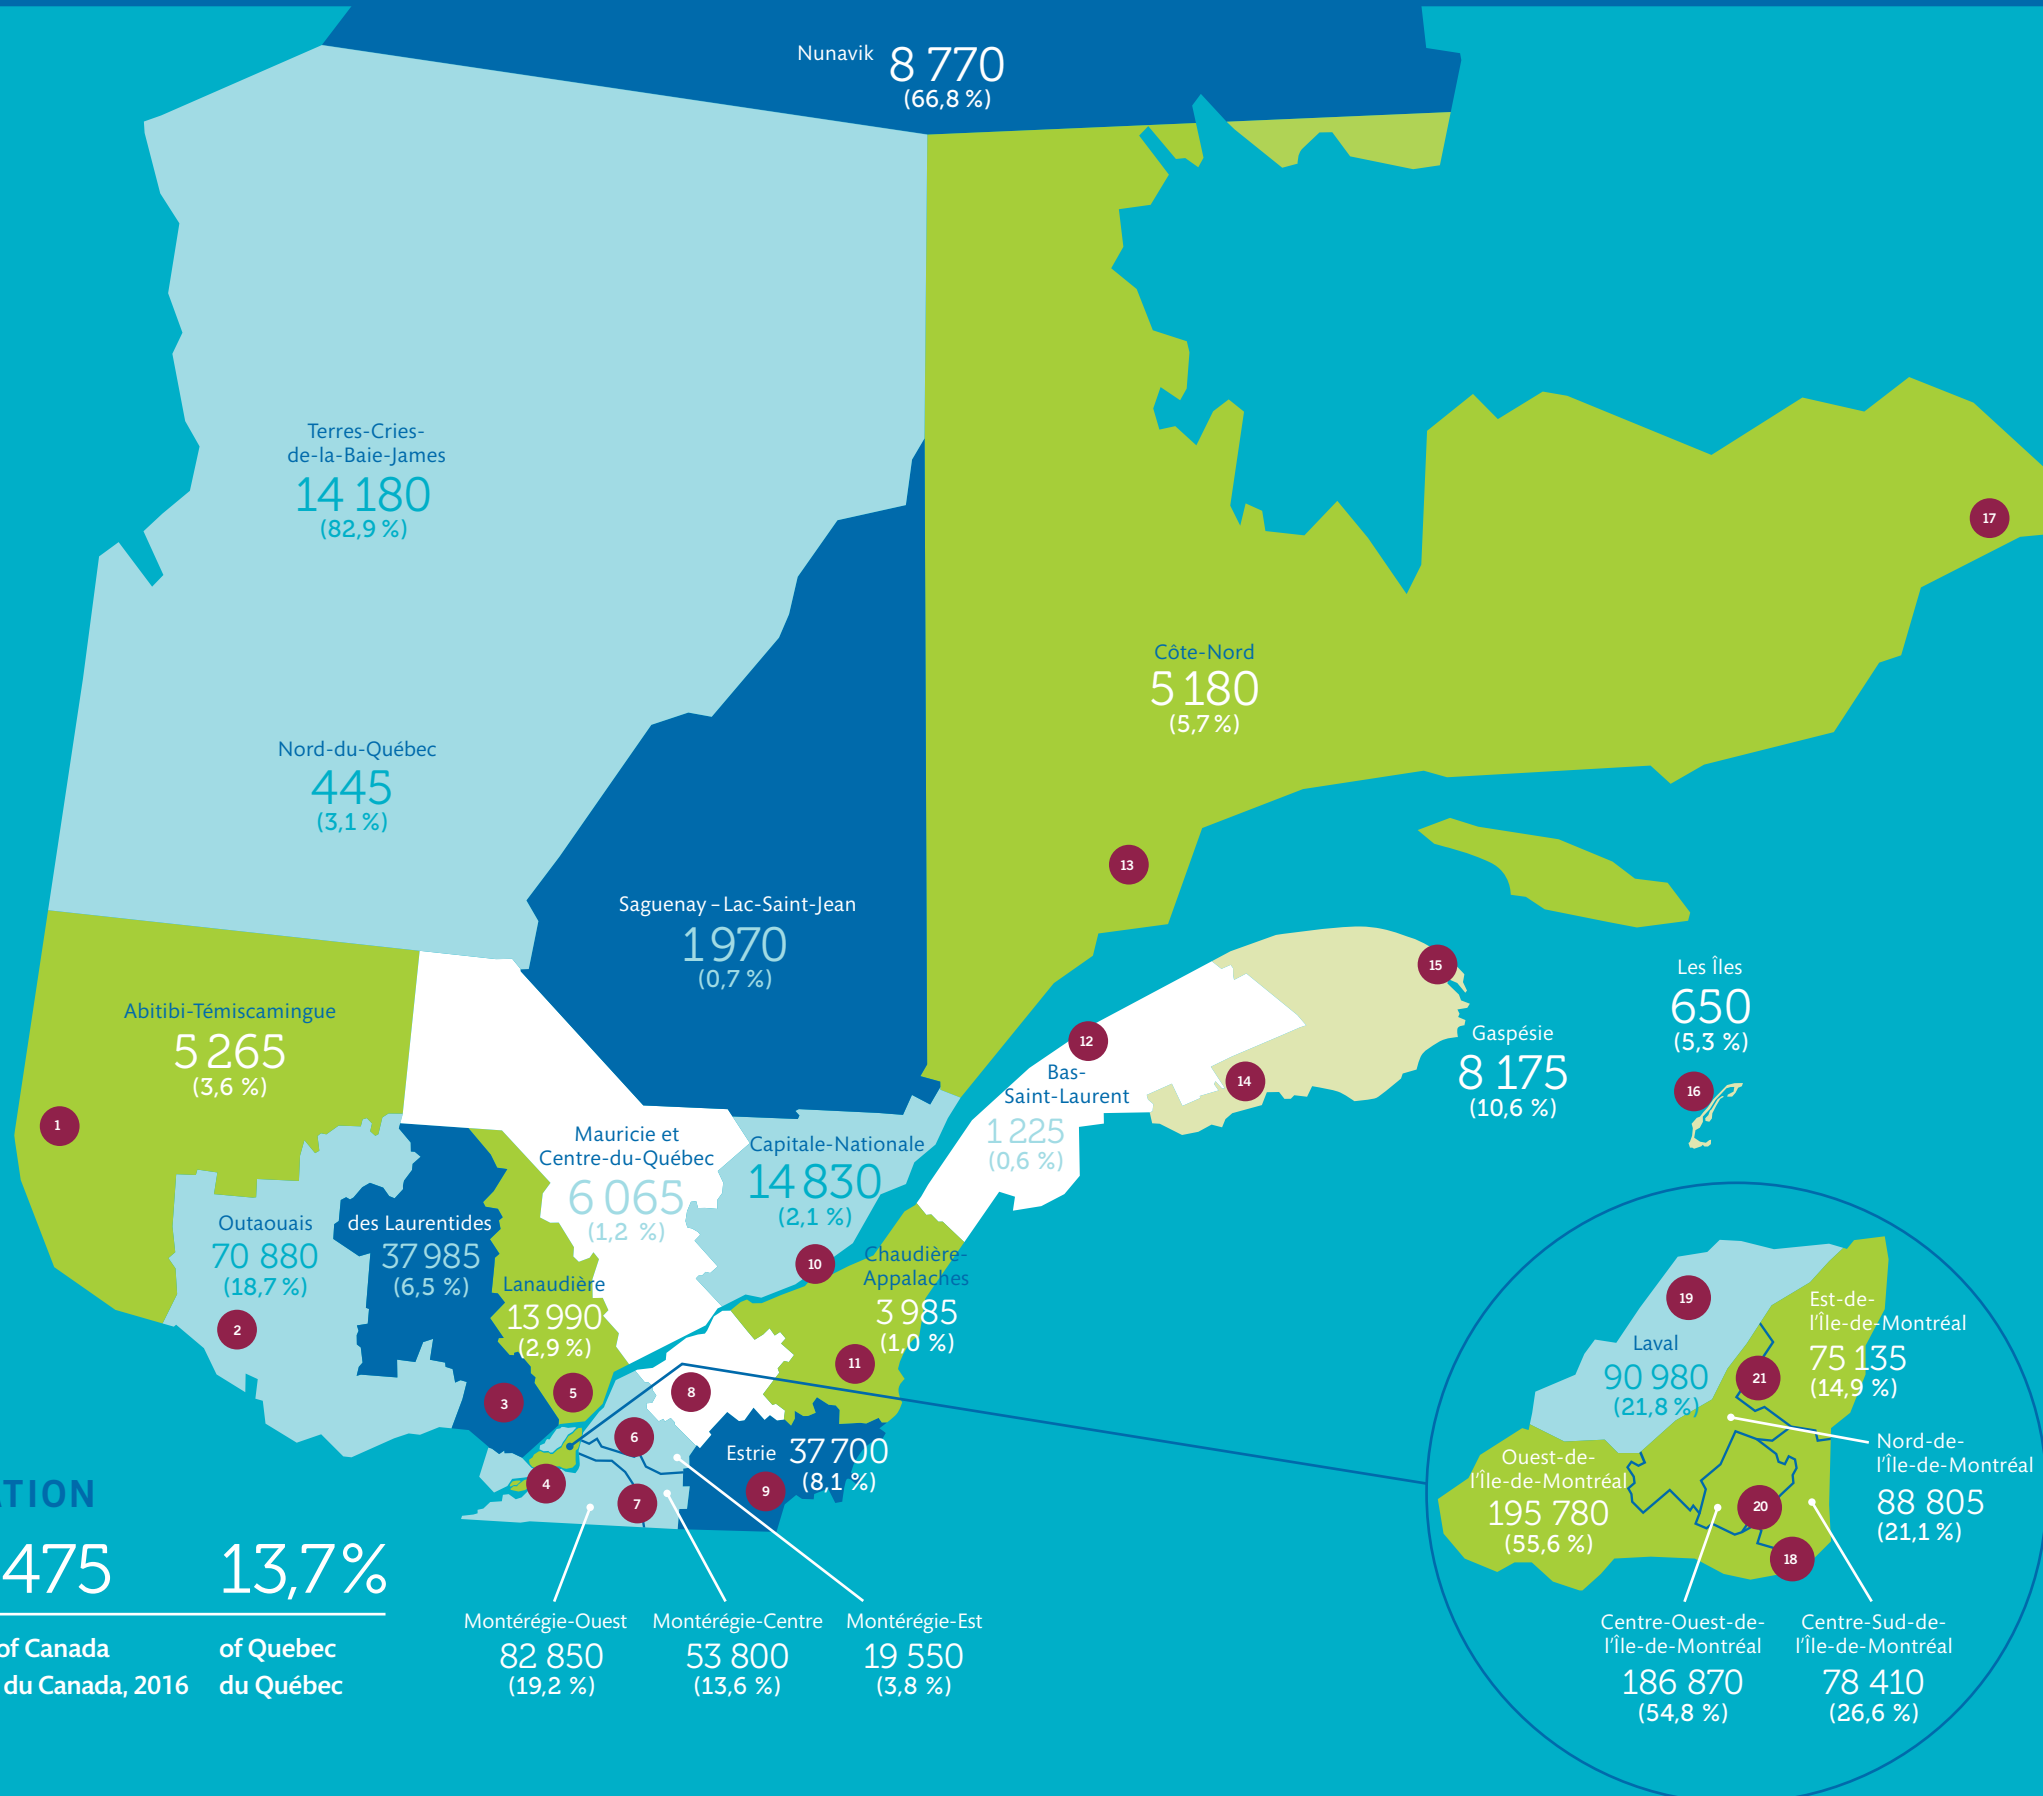 Nunavik 8 770
(66,8 %)
Terres-Cries-
de-la-Baie-James
14 180
(82,9 %)
17
Côte-Nord
5 180
(5,7 %)
Nord-du-Québec
445
(3,1 %)
13
Saguenay – Lac-Saint-Jean
1 970
(0,7 %)
15
Les Îles
650
(5,3 %)
16
Abitibi-Témiscamingue
5 265
(3,6 %)
1
12
Bas-
Saint-Laurent
1 225
(0,6 %)
14
Gaspésie
8 175
(10,6 %)
Mauricie et
Centre-du-Québec
6 065
(1,2 %)
Capitale-Nationale
14 830
(2,1 %)
10
Outaouais
70 880
(18,7 %)
2
des Laurentides
37 985
(6,5 %)
3
Lanaudière
13 990
(2,9 %)
5
Chaudière-
Appalaches
3 985
(1,0 %)
11
8
6
4
7
Estrie 37 700
(8,1 %)
9
19
Laval
90 980
(21,8 %)
Est-de-
l'Île-de-Montréal
75 135
(14,9 %)
21
Nord-de-
l'Île-de-Montréal
88 805
(21,1 %)
Ouest-de-
l'Île-de-Montréal
195 780
(55,6 %)
20
18
Centre-Ouest-de-
l'Île-de-Montréal
186 870
(54,8 %)
Centre-Sud-de-
l'Île-de-Montréal
78 410
(26,6 %)
Montérégie-Ouest
82 850
(19,2 %)
Montérégie-Centre
53 800
(13,6 %)
Montérégie-Est
19 550
(3,8 %)
ATION
475 13,7%
of Canada of Quebec
du Canada, 2016 du Québec